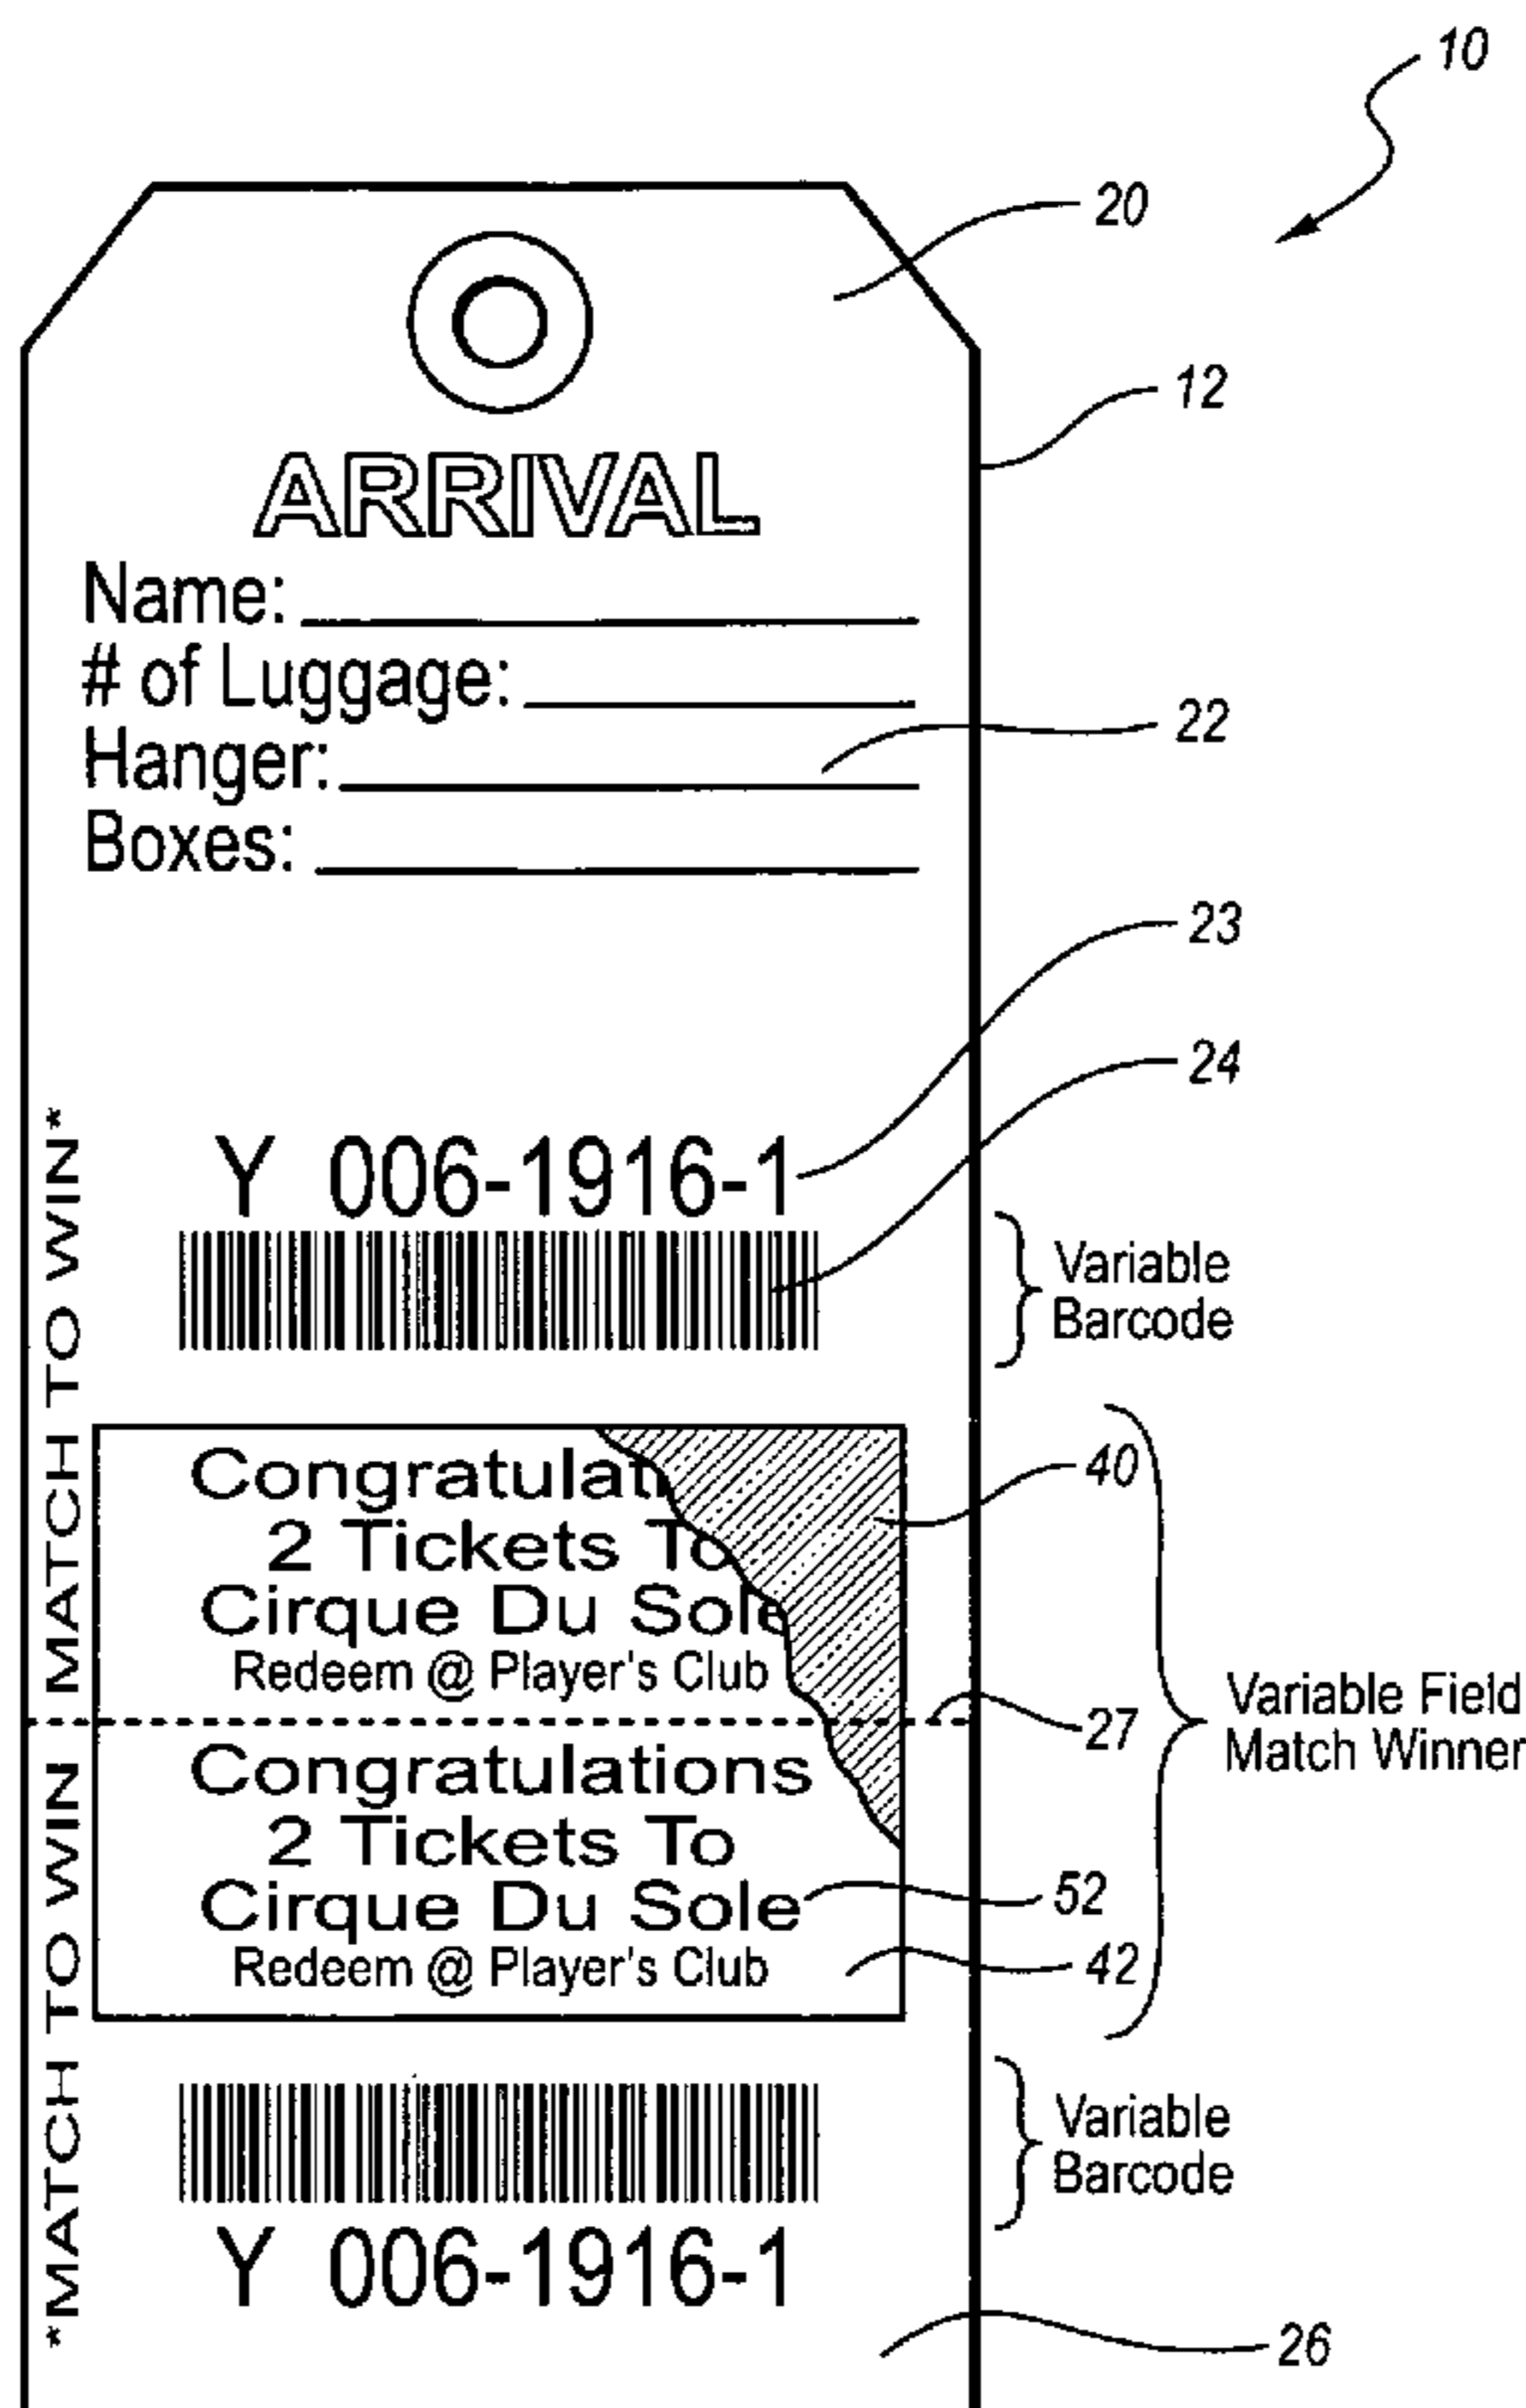 10
20
12
ARRIVAL
Name:
# of Luggage:
22
Hanger:
Boxes:
23
24
Y 006-1916-1
Variable
Barcode
*MATCH TO WIN MATCH TO WIN*
Congratulati
40
2 Tickets To
Cirque Du Sole
Redeem @ Player's Club
27
Variable Field
Match Winner
Congratulations
2 Tickets To
Cirque Du Sole
52
Redeem @ Player's Club
42
Variable
Barcode
Y 006-1916-1
26